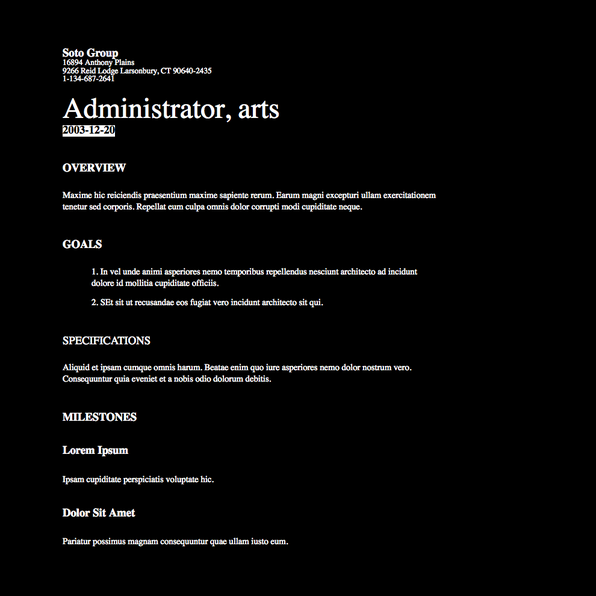 Soto Group
16894 Anthony Plains
9266 Reid Lodge Larsonbury, CT 90640-2435
1-134-687-2641
Administrator, arts
2003-12-20
OVERVIEW
Maxime hic reiciendis praesentium maxime sapiente rerum. Earum magni excepturi ullam exercitationem
tenetur sed corporis. Repellat eum culpa omnis dolor corrupti modi cupiditate neque.
GOALS
1. In vel unde animi asperiores nemo temporibus repellendus nesciunt architecto ad incidunt
dolore id mollitia cupiditate officiis.
2. SEt sit ut recusandae eos fugiat vero incidunt architecto sit qui.
SPECIFICATIONS
Aliquid et ipsam cumque omnis harum. Beatae enim quo iure asperiores nemo dolor nostrum vero.
Consequuntur quia eveniet et a nobis odio dolorum debitis.
MILESTONES
Lorem Ipsum
Ipsam cupiditate perspiciatis voluptate hic.
Dolor Sit Amet
Pariatur possimus magnam consequuntur quae ullam iusto eum.